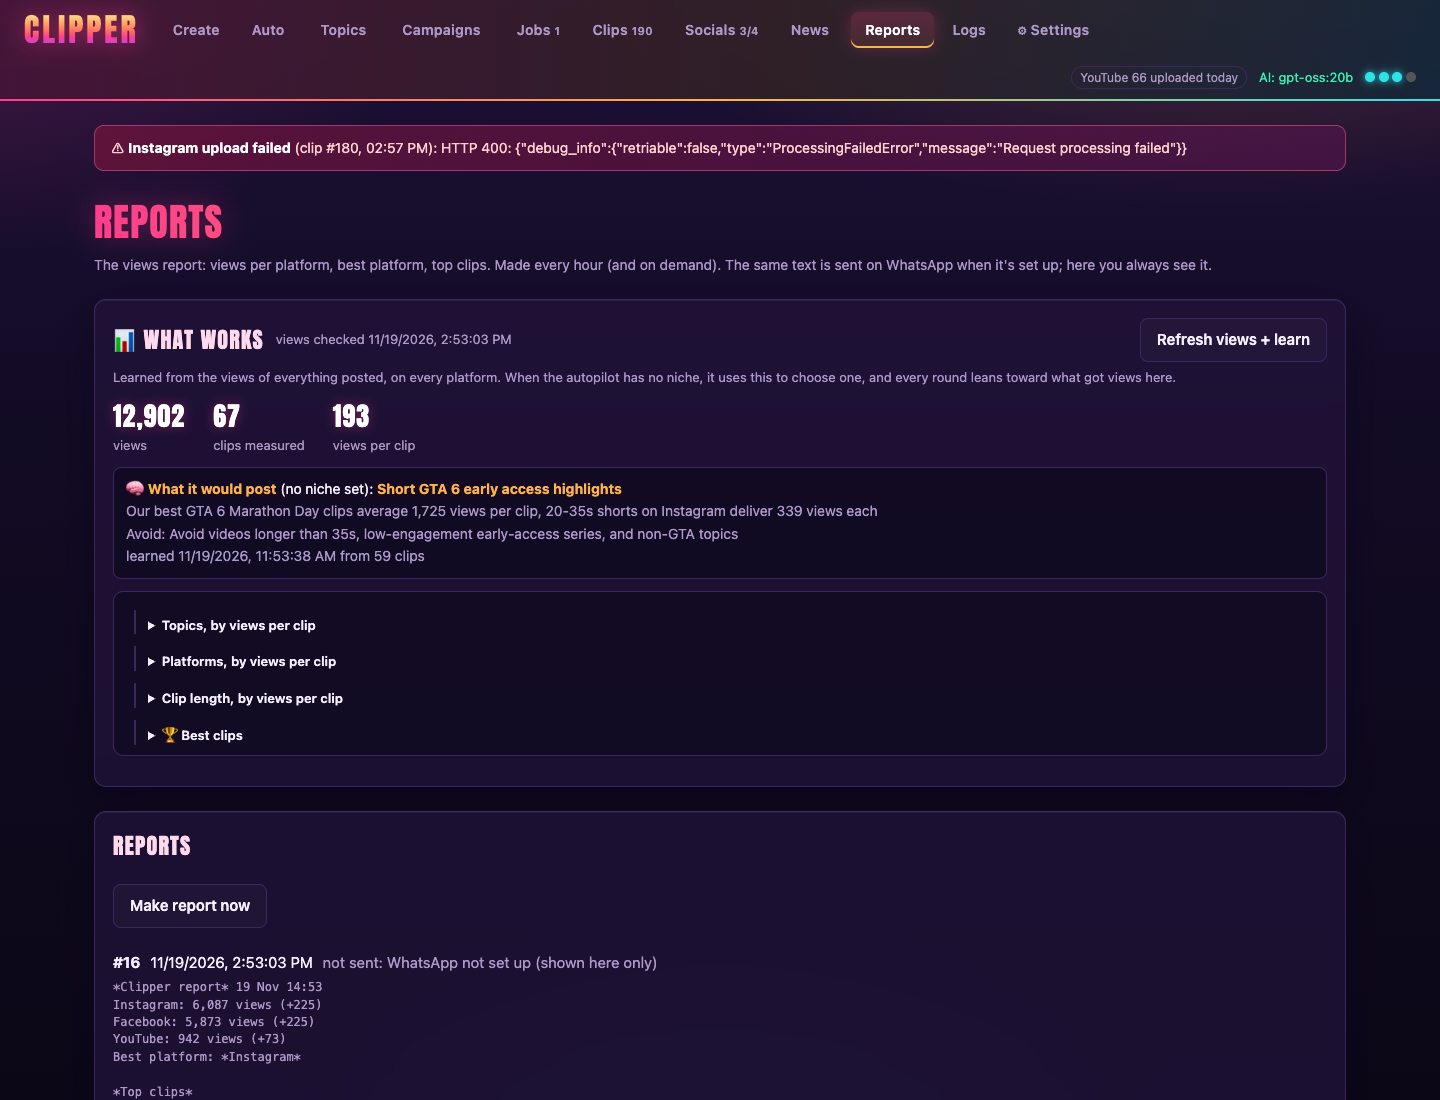 CLIPPER
Create Auto Topics Campaigns Jobs 1 Clips 190 Socials 3/4 News Reports Logs ⚙ Settings
YouTube 66 uploaded today AI: gpt-oss:20b
⚠ Instagram upload failed (clip #180, 02:57 PM): HTTP 400: {"debug_info":{"retriable":false,"type":"ProcessingFailedError","message":"Request processing failed"}}
REPORTS
The views report: views per platform, best platform, top clips. Made every hour (and on demand). The same text is sent on WhatsApp when it's set up; here you always see it.
📊 WHAT WORKS views checked 11/19/2026, 2:53:03 PM Refresh views + learn
Learned from the views of everything posted, on every platform. When the autopilot has no niche, it uses this to choose one, and every round leans toward what got views here.
12,902 67 193
views clips measured views per clip
🧠 What it would post (no niche set): Short GTA 6 early access highlights
Our best GTA 6 Marathon Day clips average 1,725 views per clip, 20-35s shorts on Instagram deliver 339 views each
Avoid: Avoid videos longer than 35s, low-engagement early-access series, and non-GTA topics
learned 11/19/2026, 11:53:38 AM from 59 clips
▶ Topics, by views per clip
▶ Platforms, by views per clip
▶ Clip length, by views per clip
▶ 🏆 Best clips
REPORTS
Make report now
#16 11/19/2026, 2:53:03 PM not sent: WhatsApp not set up (shown here only)
*Clipper report* 19 Nov 14:53
Instagram: 6,087 views (+225)
Facebook: 5,873 views (+225)
YouTube: 942 views (+73)
Best platform: *Instagram*
*Top clips*